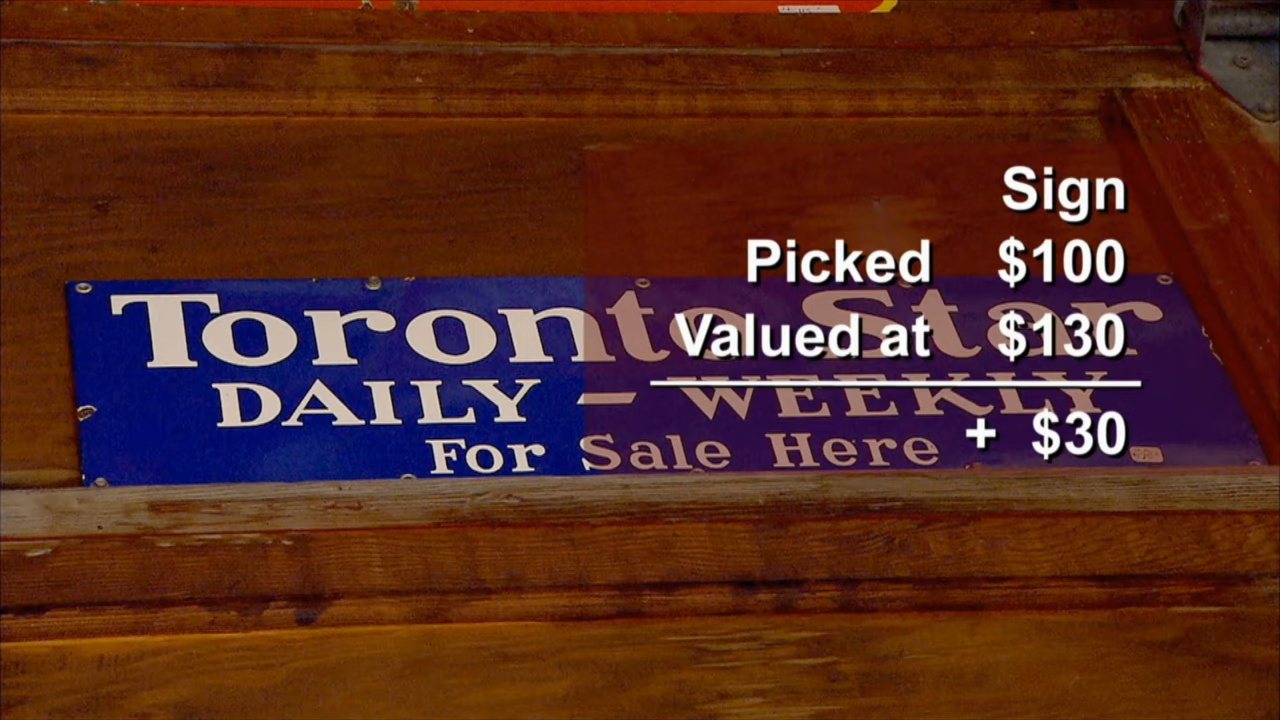 Toronto Star
DAILY – WEEKLY
For Sale Here
Sign
Picked $100
Valued at $130
+ $30